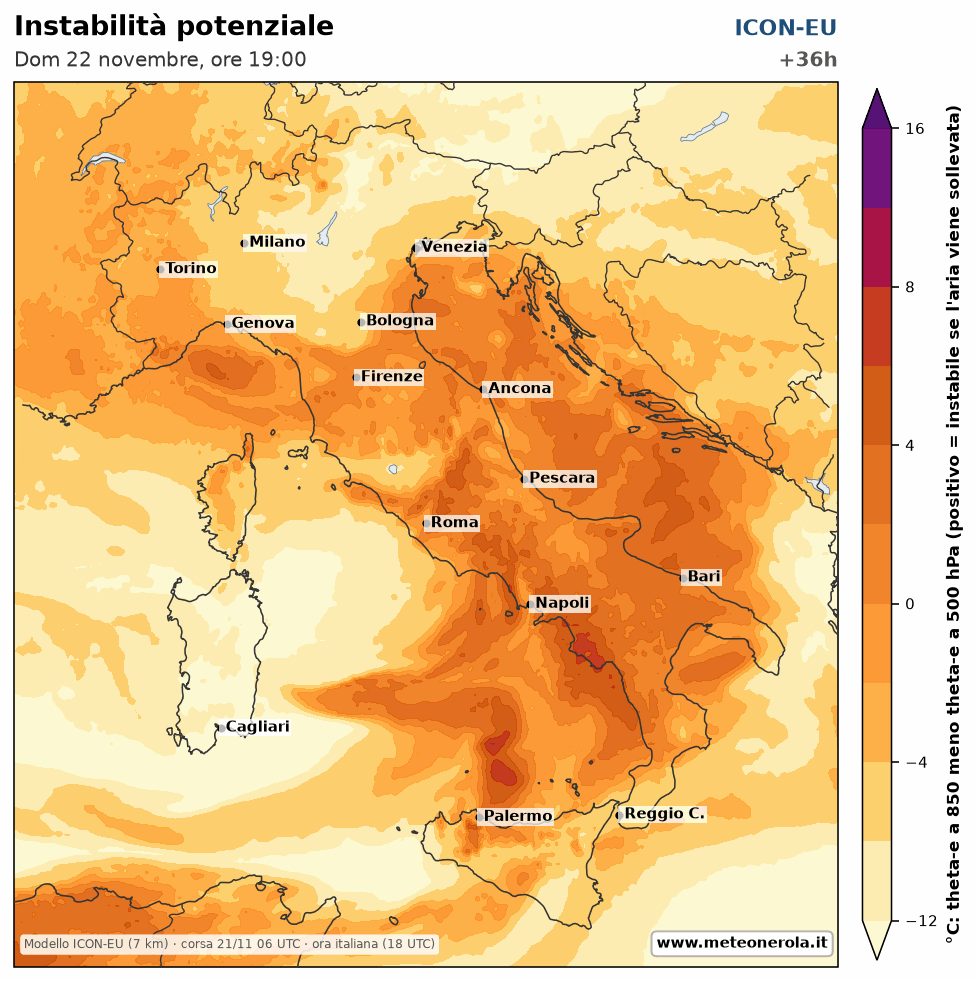 Instabilità potenziale
ICON-EU
Dom 22 novembre, ore 19:00
+36h
Milano
Venezia
Torino
Genova
Bologna
Firenze
Ancona
Pescara
Roma
Bari
Napoli
Cagliari
Palermo
Reggio C.
Modello ICON-EU (7 km) · corsa 21/11 06 UTC · ora italiana (18 UTC)
www.meteonerola.it
16
8
4
0
−4
−12
°C: theta-e a 850 meno theta-e a 500 hPa (positivo = instabile se l'aria viene sollevata)